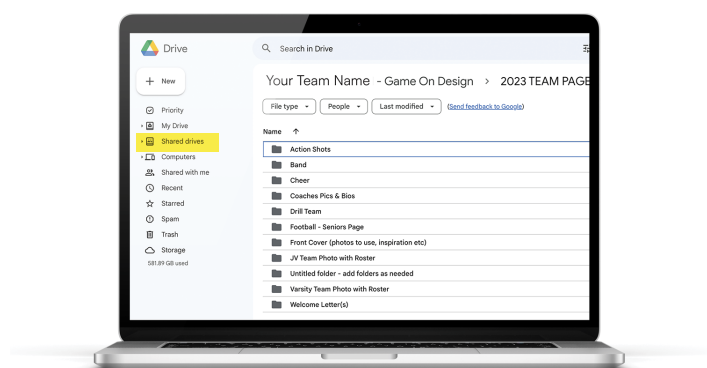 Drive
Search in Drive
New
Your Team Name - Game On Design > 2023 TEAM PAGE
File type
People
Last modified
(Send feedback to Google)
Priority
My Drive
Shared drives
Computers
Shared with me
Recent
Starred
Spam
Trash
Storage
581.89 GB used
Name
Action Shots
Band
Cheer
Coaches Pics & Bios
Drill Team
Football - Seniors Page
Front Cover (photos to use, inspiration etc)
JV Team Photo with Roster
Untitled folder - add folders as needed
Varsity Team Photo with Roster
Welcome Letter(s)